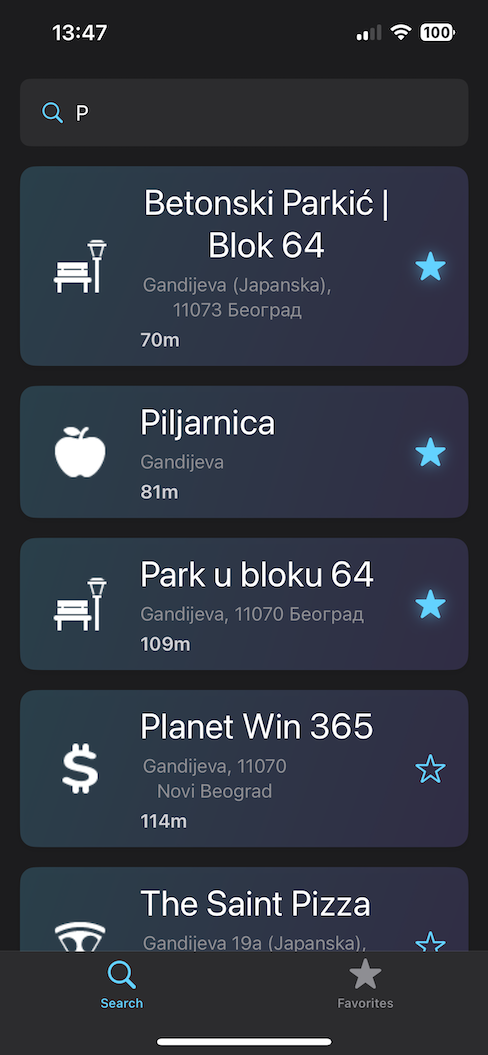 13:47
100
P
Betonski Parkić |
Blok 64
Gandijeva (Japanska),
11073 Београд
70m
Piljarnica
Gandijeva
81m
Park u bloku 64
Gandijeva, 11070 Београд
109m
Planet Win 365
Gandijeva, 11070
Novi Beograd
114m
The Saint Pizza
Gandijeva 19a (Japanska),
Search
Favorites